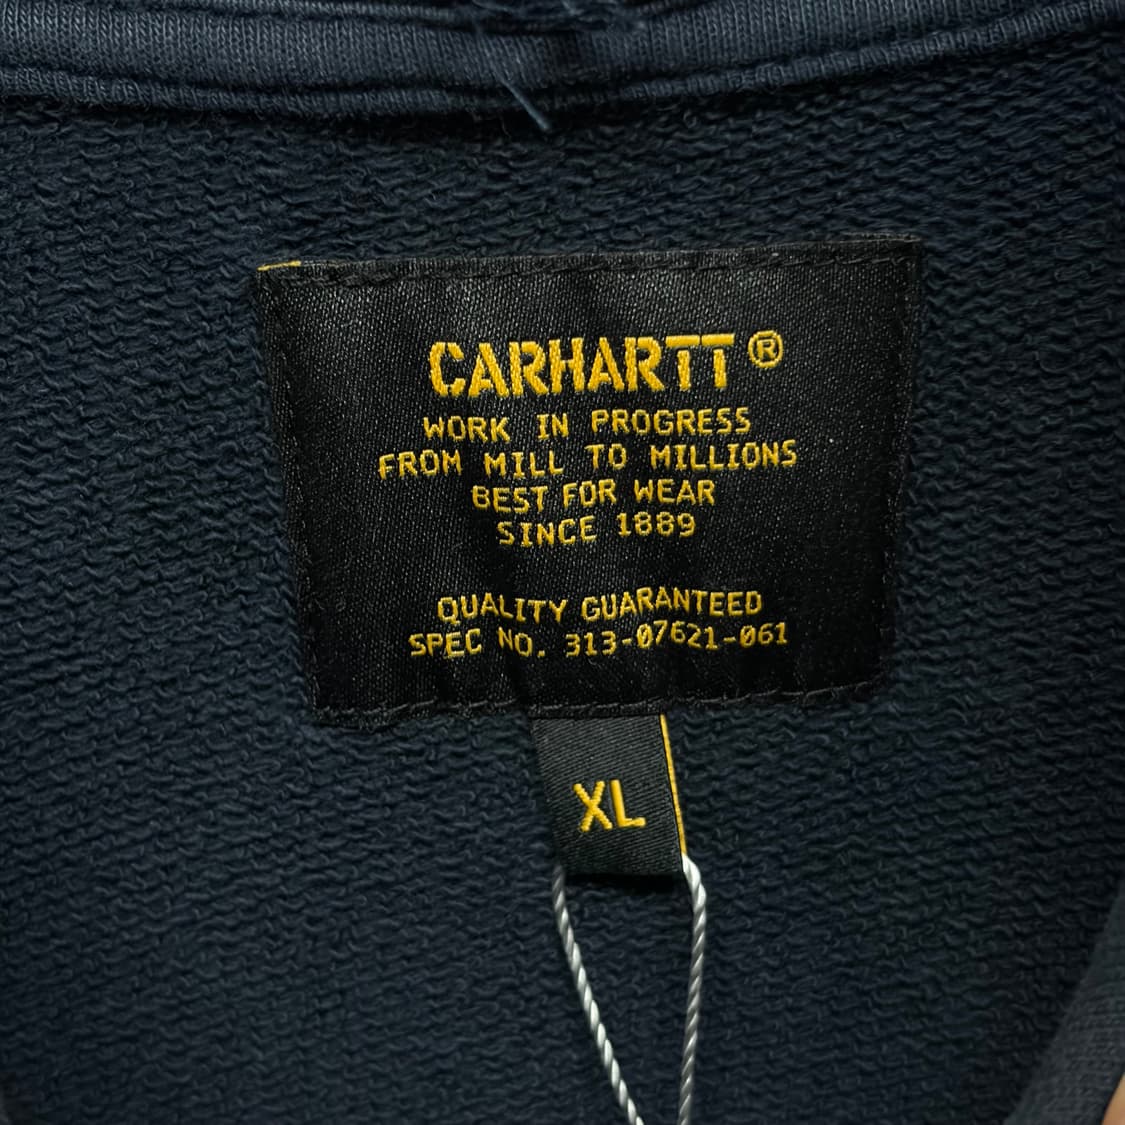 CARHARTT®
WORK IN PROGRESS
FROM MILL TO MILLIONS
BEST FOR WEAR
SINCE 1889
QUALITY GUARANTEED
SPEC NO. 313-07621-061
XL